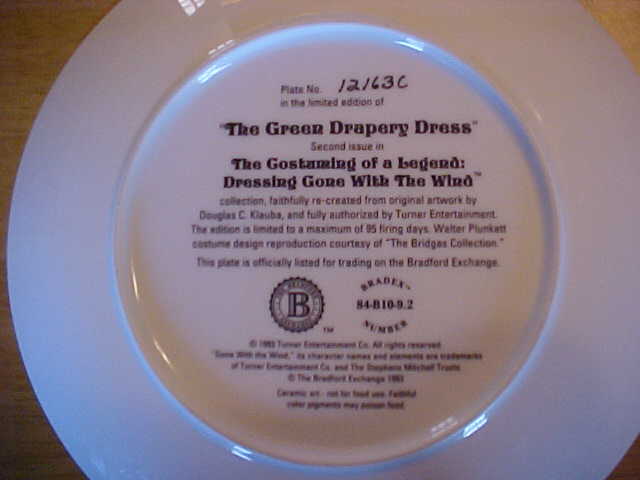 Plate No. 12163C
in the limited edition of
"The Green Drapery Dress"
Second issue in
The Costuming of a Legend:
Dressing Gone With The Wind™
collection, faithfully re-created from original artwork by
Douglas C. Klauba, and fully authorized by Turner Entertainment.
The edition is limited to a maximum of 95 firing days. Walter Plunkett
costume design reproduction courtesy of "The Bridges Collection."
This plate is officially listed for trading on the Bradford Exchange.
B
™
BRADEX™
84-B10-9.2
NUMBER
© 1993 Turner Entertainment Co. All rights reserved.
"Gone With the Wind," its character names and elements are trademarks
of Turner Entertainment Co. and The Stephens Mitchell Trusts
© The Bradford Exchange 1993
Ceramic art - not for food use.
color pigments may poison food.